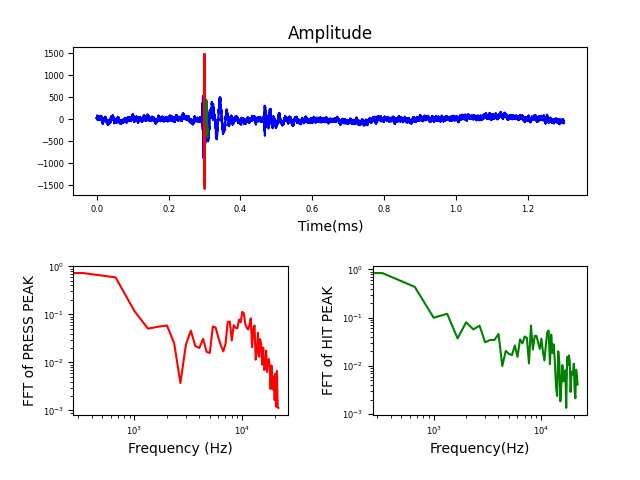 Amplitude
1500
1000
500
0
−500
−1000
−1500
0.0 0.2 0.4 0.6 0.8 1.0 1.2
Time(ms)
FFT of PRESS PEAK
10⁰
10⁻¹
10⁻²
10⁻³
10³ 10⁴
Frequency (Hz)
FFT of HIT PEAK
10⁰
10⁻¹
10⁻²
10⁻³
10³ 10⁴
Frequency(Hz)